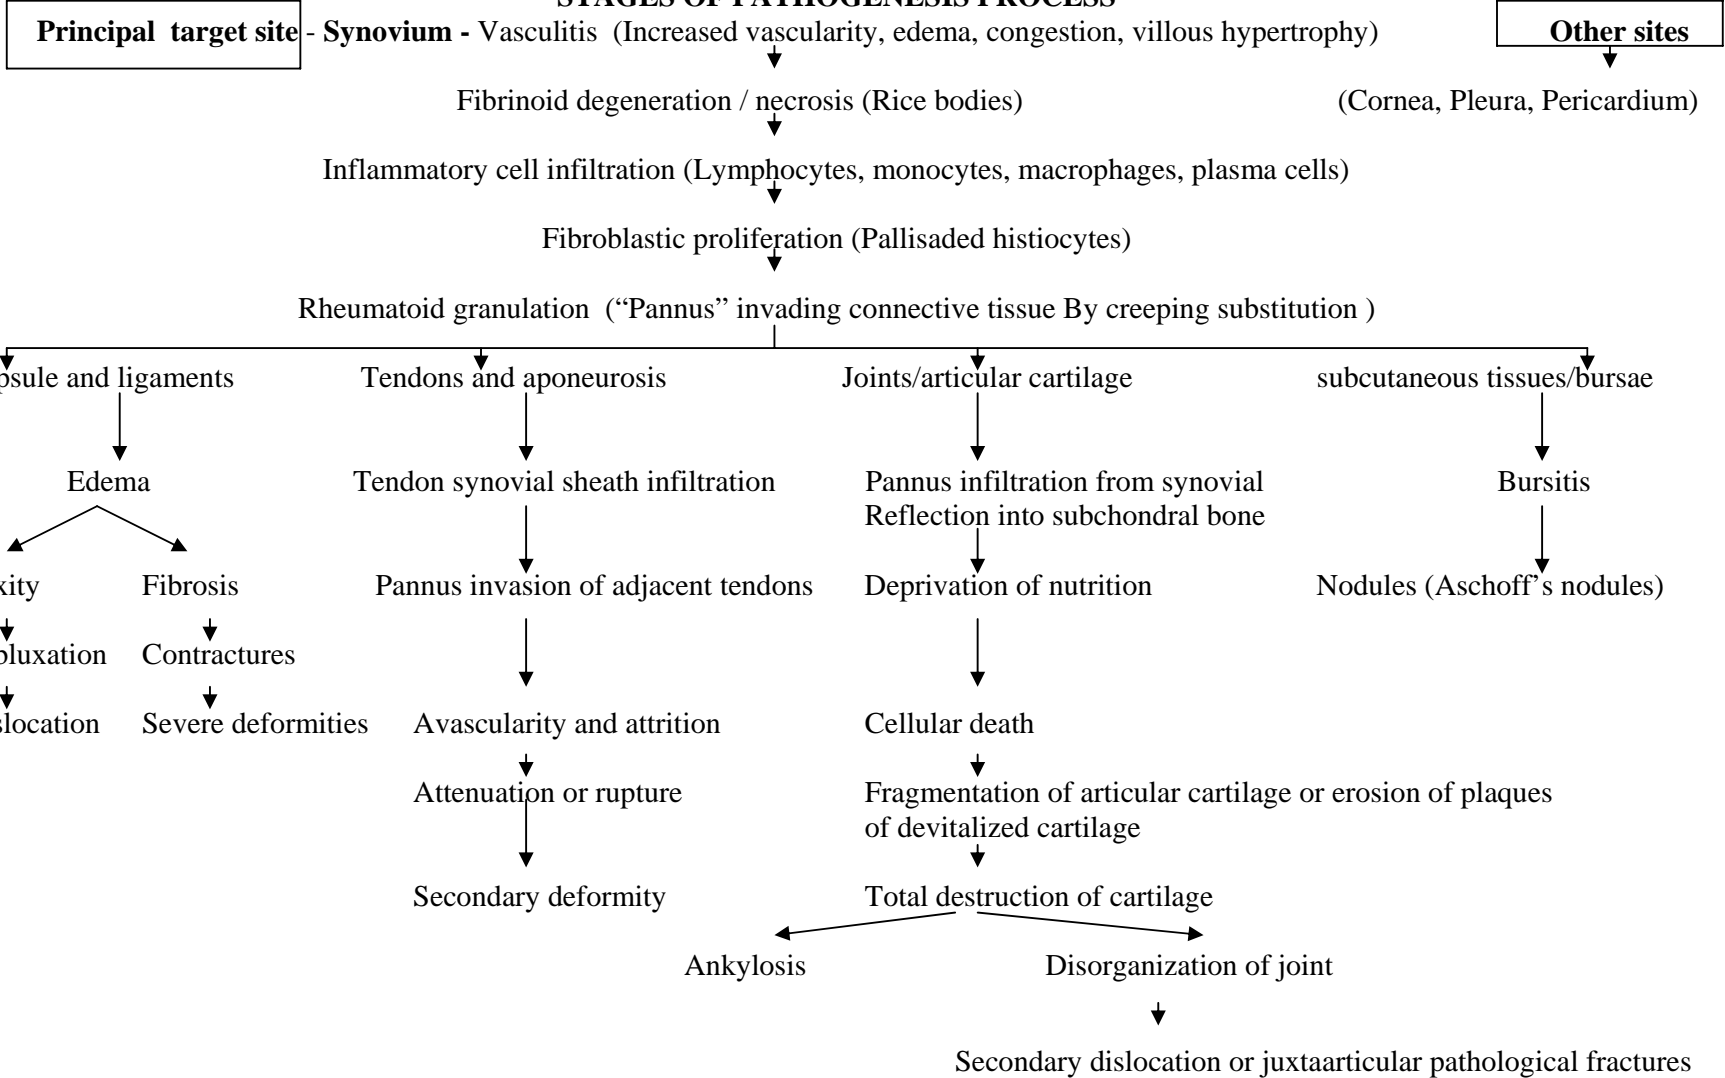 STAGES OF PATHOGENESIS PROCESS
Principal target site - Synovium - Vasculitis (Increased vascularity, edema, congestion, villous hypertrophy) Other sites
Fibrinoid degeneration / necrosis (Rice bodies) (Cornea, Pleura, Pericardium)
Inflammatory cell infiltration (Lymphocytes, monocytes, macrophages, plasma cells)
Fibroblastic proliferation (Pallisaded histiocytes)
Rheumatoid granulation (“Pannus” invading connective tissue By creeping substitution )
psule and ligaments Tendons and aponeurosis Joints/articular cartilage subcutaneous tissues/bursae
Edema Tendon synovial sheath infiltration Pannus infiltration from synovial Bursitis
Reflection into subchondral bone
xity Fibrosis Pannus invasion of adjacent tendons Deprivation of nutrition Nodules (Aschoff’s nodules)
bluxation Contractures
slocation Severe deformities Avascularity and attrition Cellular death
Attenuation or rupture Fragmentation of articular cartilage or erosion of plaques
of devitalized cartilage
Secondary deformity Total destruction of cartilage
Ankylosis Disorganization of joint
Secondary dislocation or juxtaarticular pathological fractures